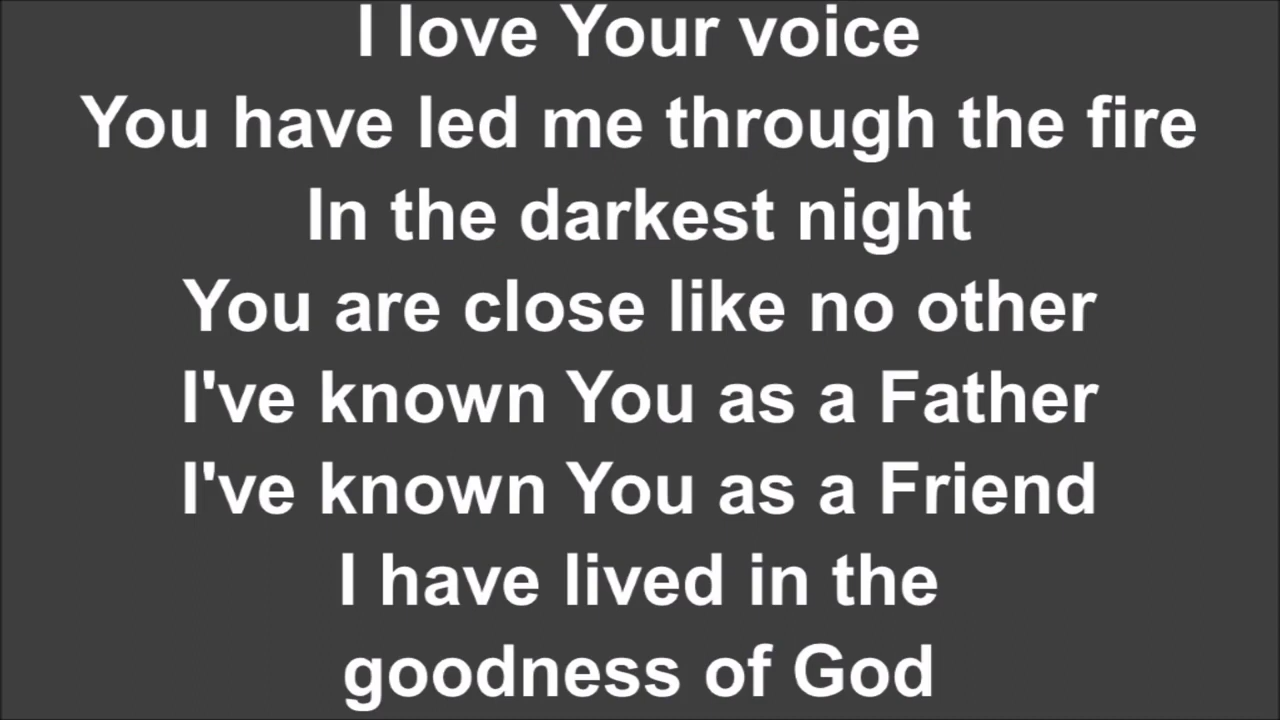 I love Your voice
You have led me through the fire
In the darkest night
You are close like no other
I've known You as a Father
I've known You as a Friend
I have lived in the
goodness of God